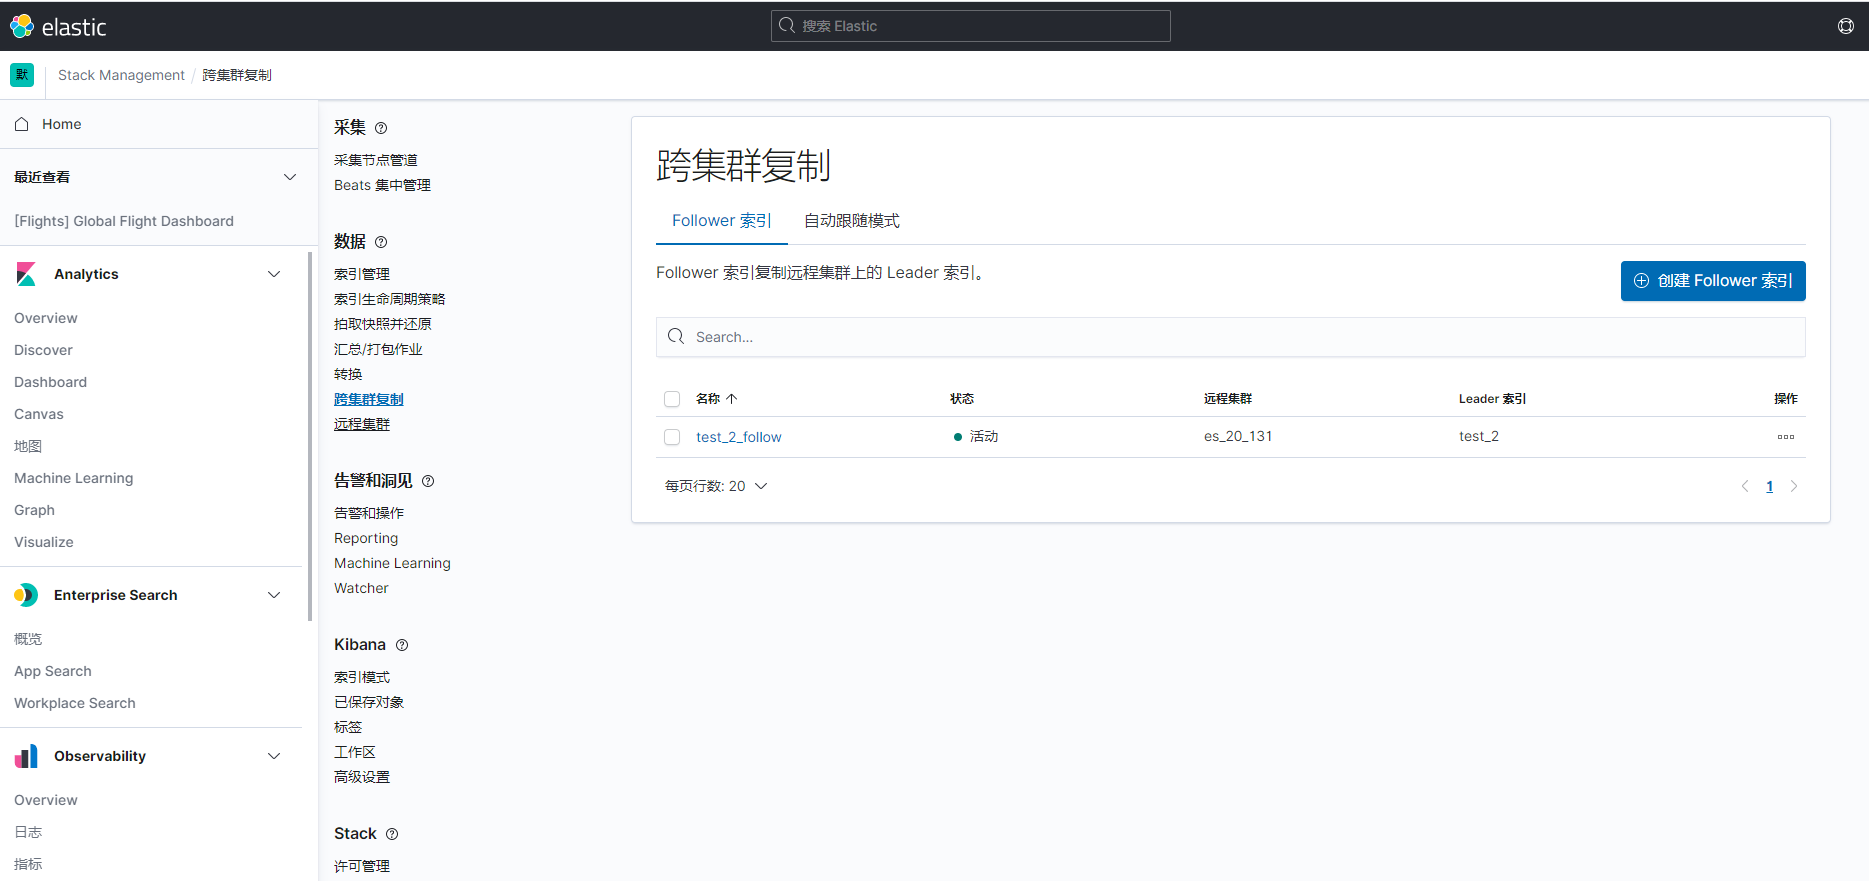 elastic
搜索 Elastic
默
Stack Management / 跨集群复制
Home
最近查看
[Flights] Global Flight Dashboard
Analytics
Overview
Discover
Dashboard
Canvas
地图
Machine Learning
Graph
Visualize
Enterprise Search
概览
App Search
Workplace Search
Observability
Overview
日志
指标
采集
采集节点管道
Beats 集中管理
数据
索引管理
索引生命周期策略
拍取快照并还原
汇总/打包作业
转换
跨集群复制
远程集群
告警和洞见
告警和操作
Reporting
Machine Learning
Watcher
Kibana
索引模式
已保存对象
标签
工作区
高级设置
Stack
许可管理
跨集群复制
Follower 索引 自动跟随模式
Follower 索引复制远程集群上的 Leader 索引。
创建 Follower 索引
Search...
名称 状态 远程集群 Leader 索引 操作
test_2_follow 活动 es_20_131 test_2
每页行数: 20
1